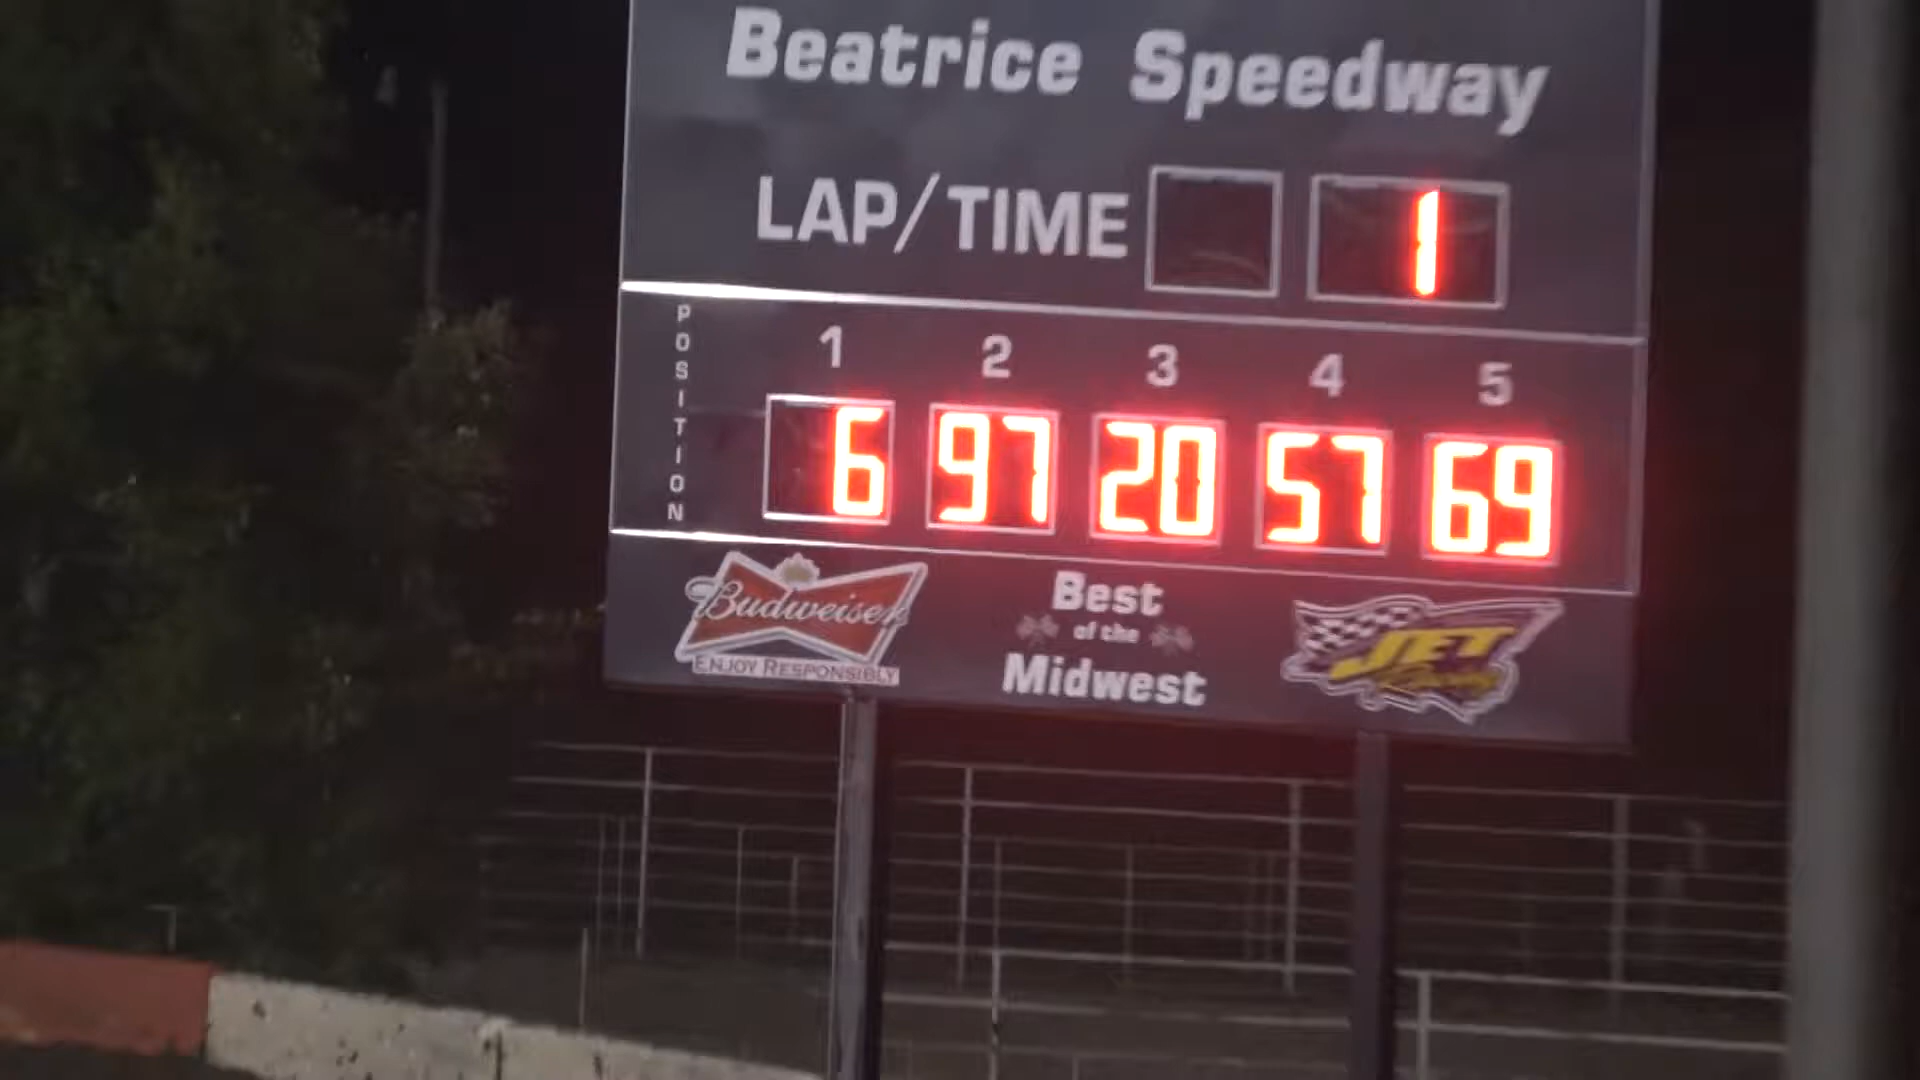 Beatrice Speedway
LAP/TIME 1
POSITION
1 2 3 4 5
6 97 20 57 69
Budweiser
ENJOY RESPONSIBLY
Best
of the
Midwest
JET
Racing